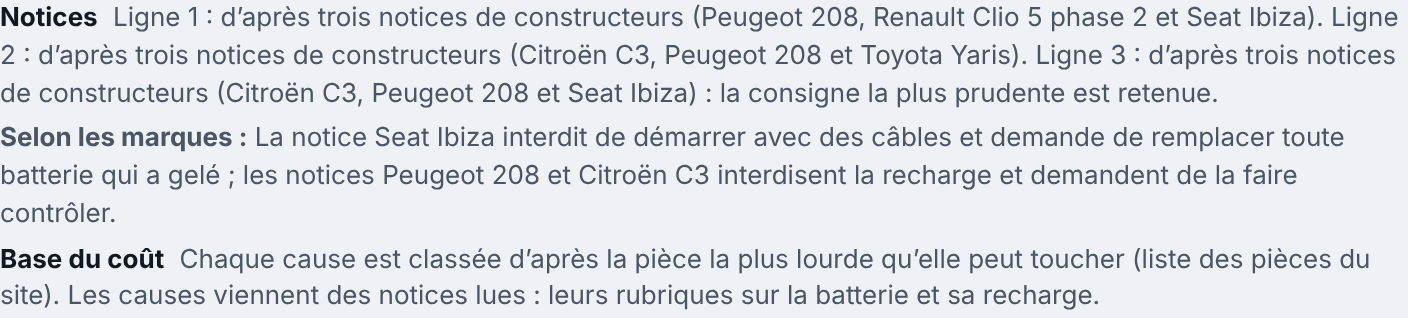 Notices Ligne 1 : d’après trois notices de constructeurs (Peugeot 208, Renault Clio 5 phase 2 et Seat Ibiza). Ligne
2 : d’après trois notices de constructeurs (Citroën C3, Peugeot 208 et Toyota Yaris). Ligne 3 : d’après trois notices
de constructeurs (Citroën C3, Peugeot 208 et Seat Ibiza) : la consigne la plus prudente est retenue.
Selon les marques : La notice Seat Ibiza interdit de démarrer avec des câbles et demande de remplacer toute
batterie qui a gelé ; les notices Peugeot 208 et Citroën C3 interdisent la recharge et demandent de la faire
contrôler.
Base du coût Chaque cause est classée d’après la pièce la plus lourde qu’elle peut toucher (liste des pièces du
site). Les causes viennent des notices lues : leurs rubriques sur la batterie et sa recharge.